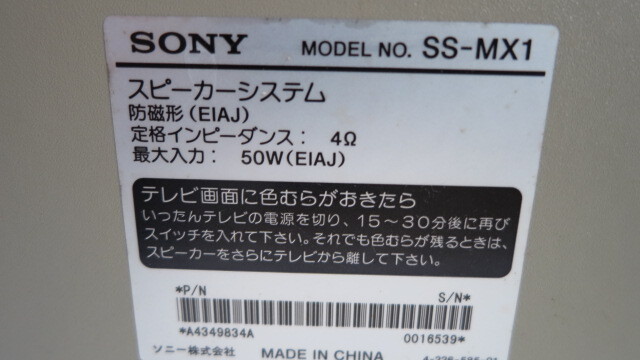 SONY MODEL NO. SS-MX1
スピーカーシステム
防磁形(EIAJ)
定格インピーダンス: 4Ω
最大入力: 50W(EIAJ)
テレビ画面に色むらがおきたら
いったんテレビの電源を切り、15～30分後に再び
スイッチを入れて下さい。それでも色むらが残るときは、
スピーカーをさらにテレビから離して下さい。
*P/N S/N*
*A4349834A 0016539*
ソニー株式会社 MADE IN CHINA